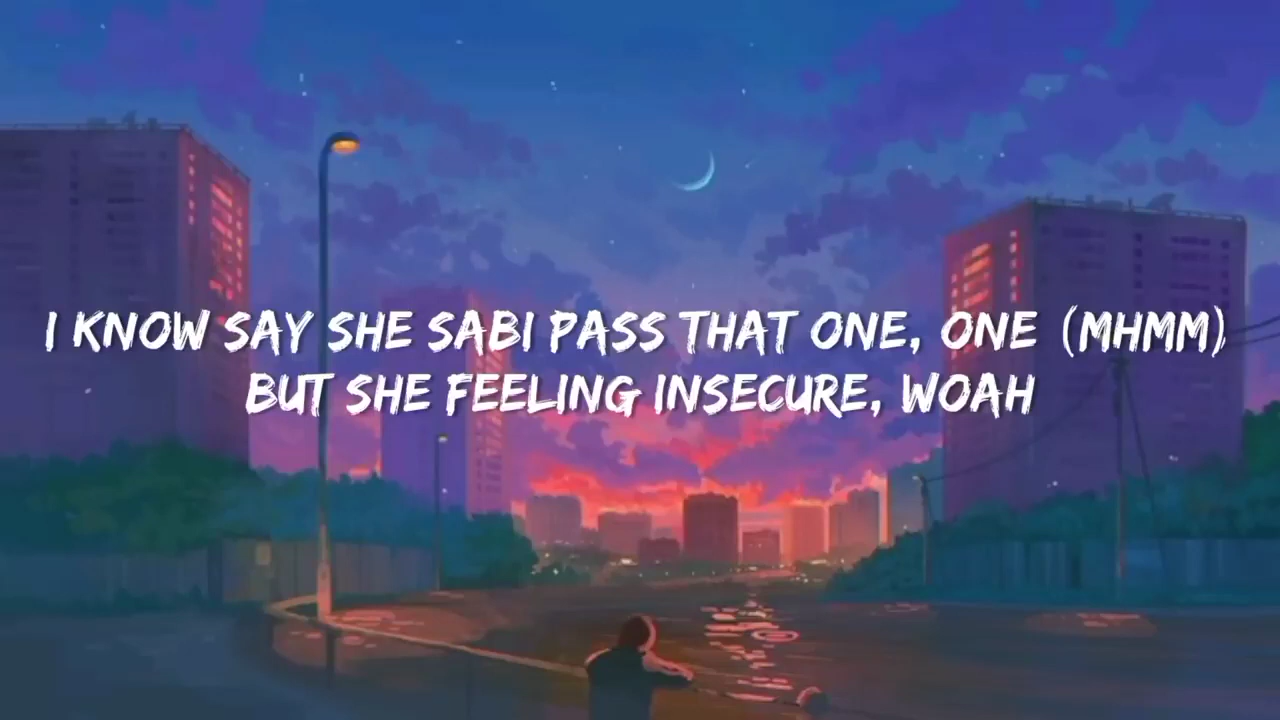 I KNOW SAY SHE SABI PASS THAT ONE, ONE (MHMM)
BUT SHE FEELING INSECURE, WOAH